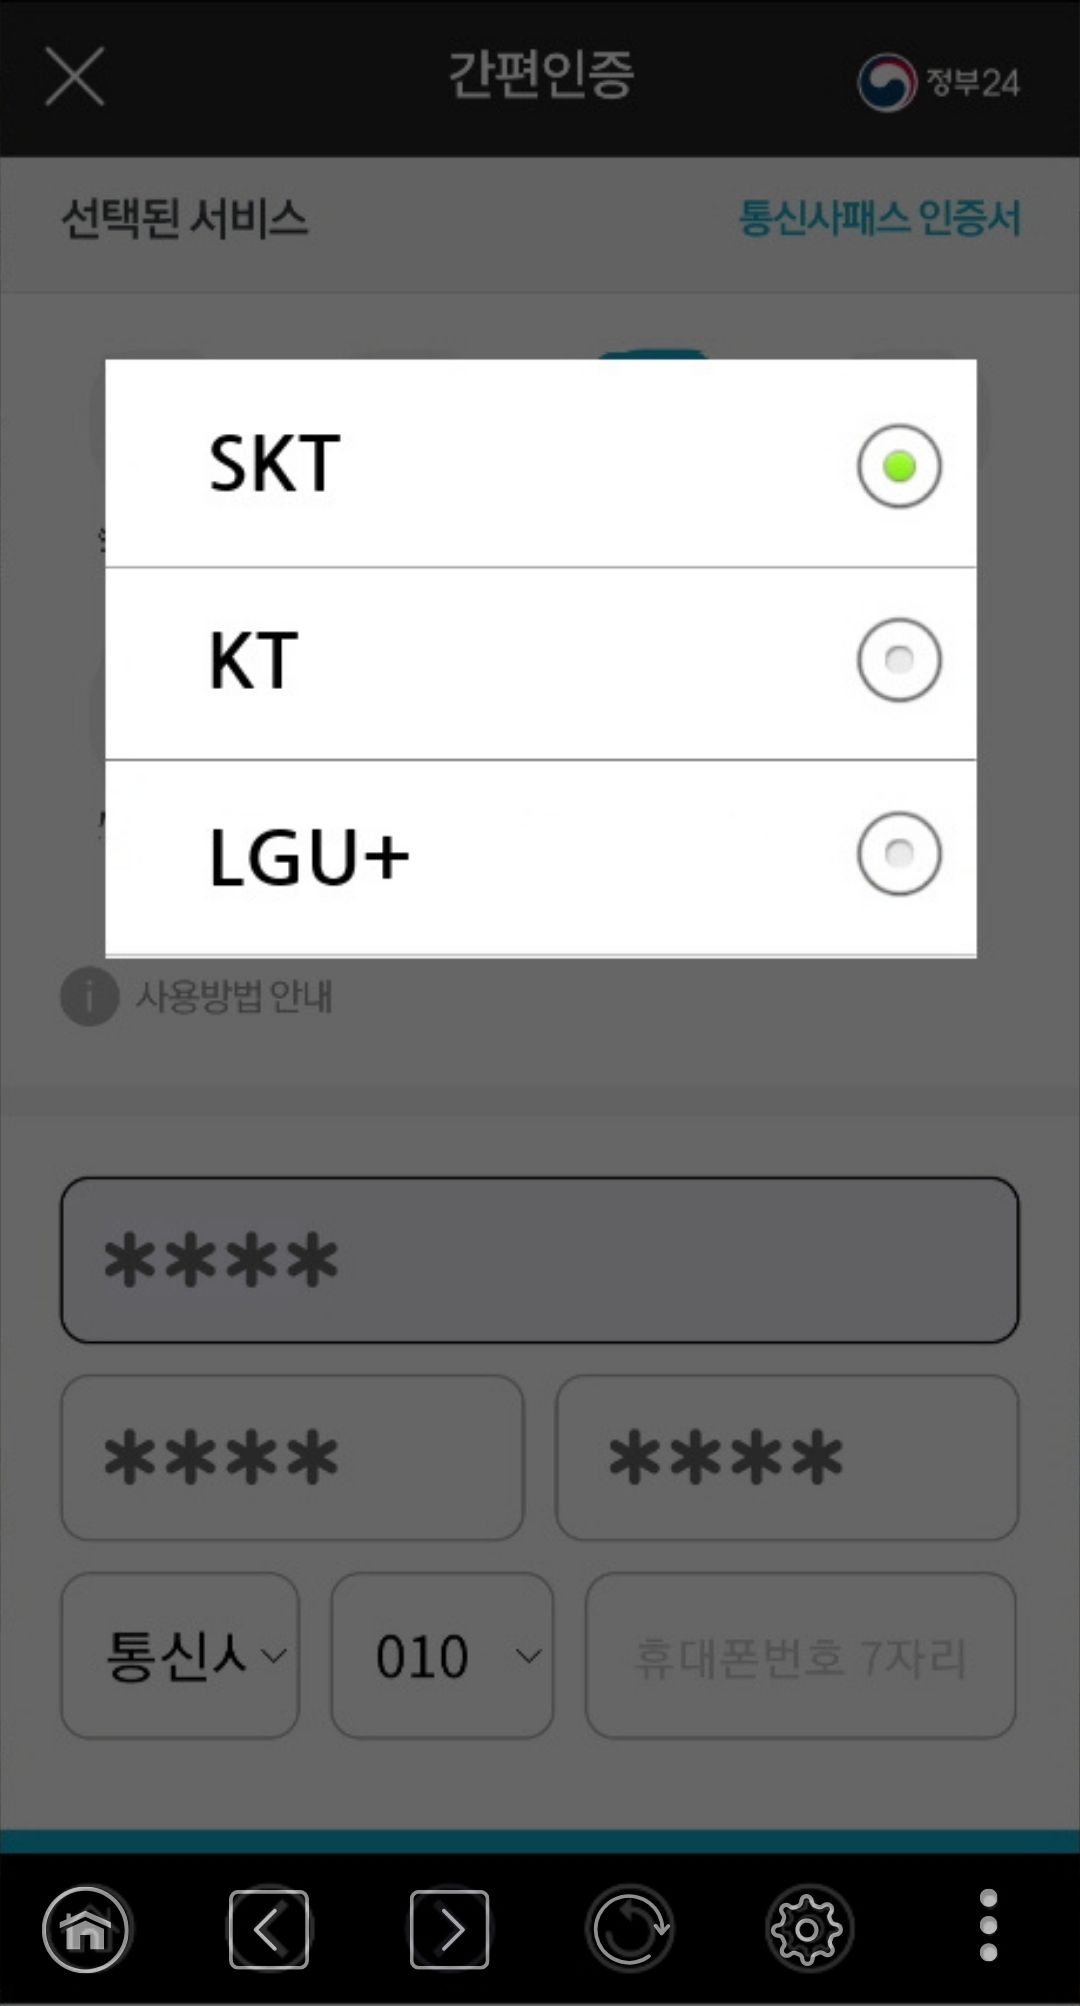 간편인증
정부24
선택된 서비스
통신사패스 인증서
SKT
KT
LGU+
사용방법 안내
****
**** ****
통신사 010 휴대폰번호 7자리